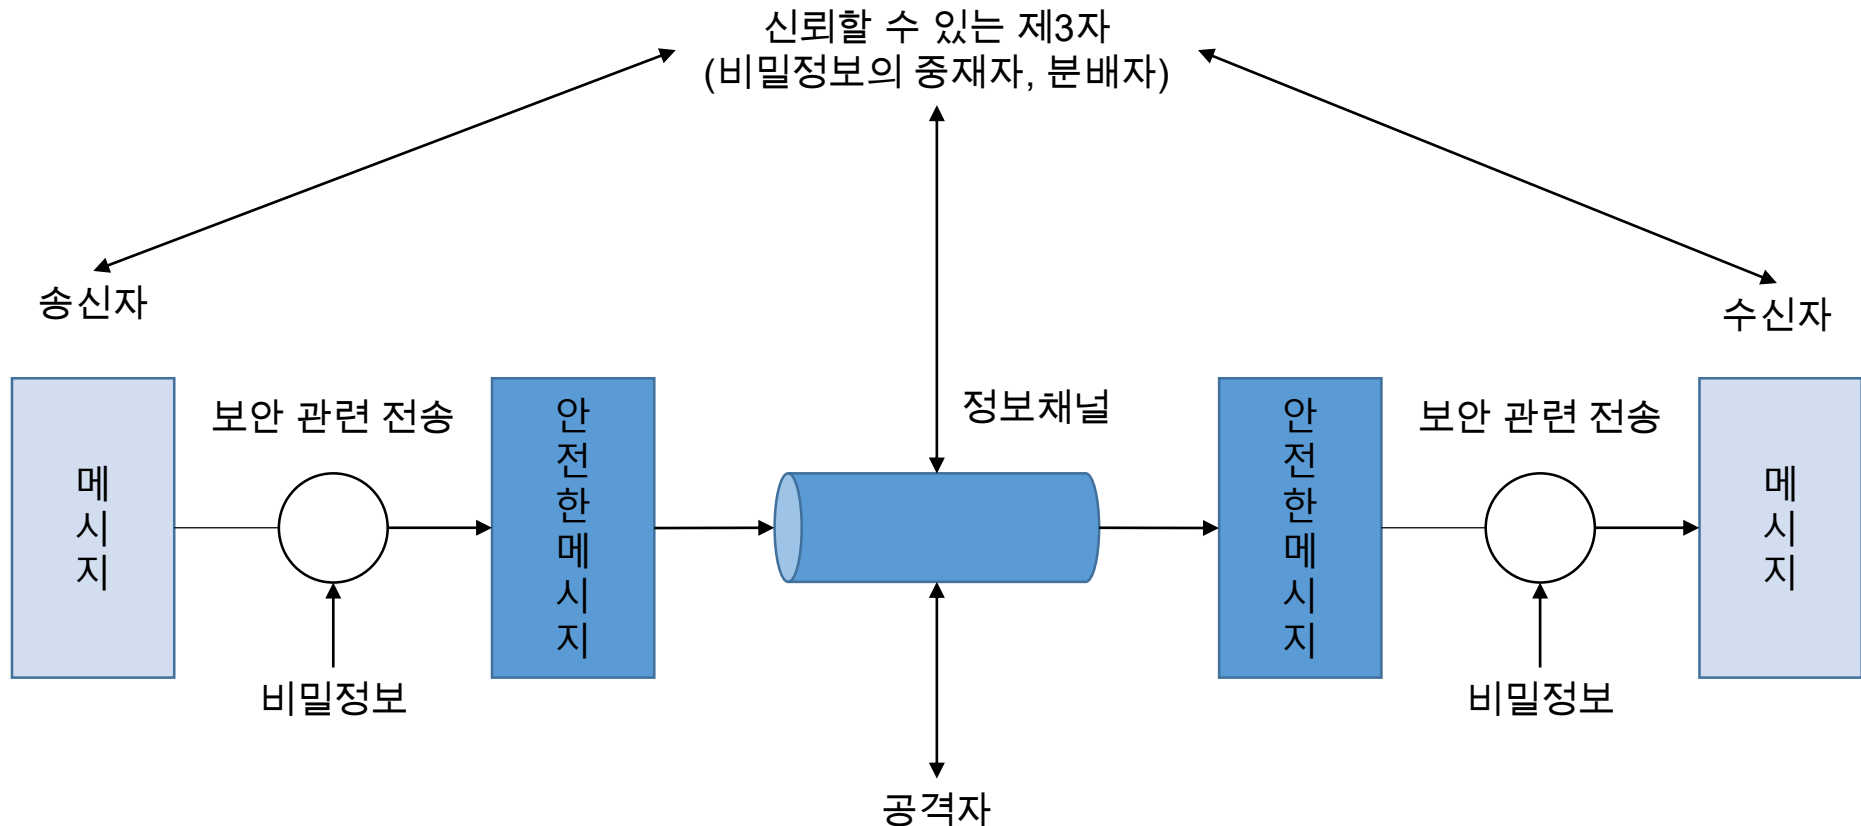 신뢰할 수 있는 제3자
(비밀정보의 중재자, 분배자)
송신자
수신자
보안 관련 전송
정보채널
보안 관련 전송
메시지
안전한메시지
안전한메시지
메시지
비밀정보
비밀정보
공격자